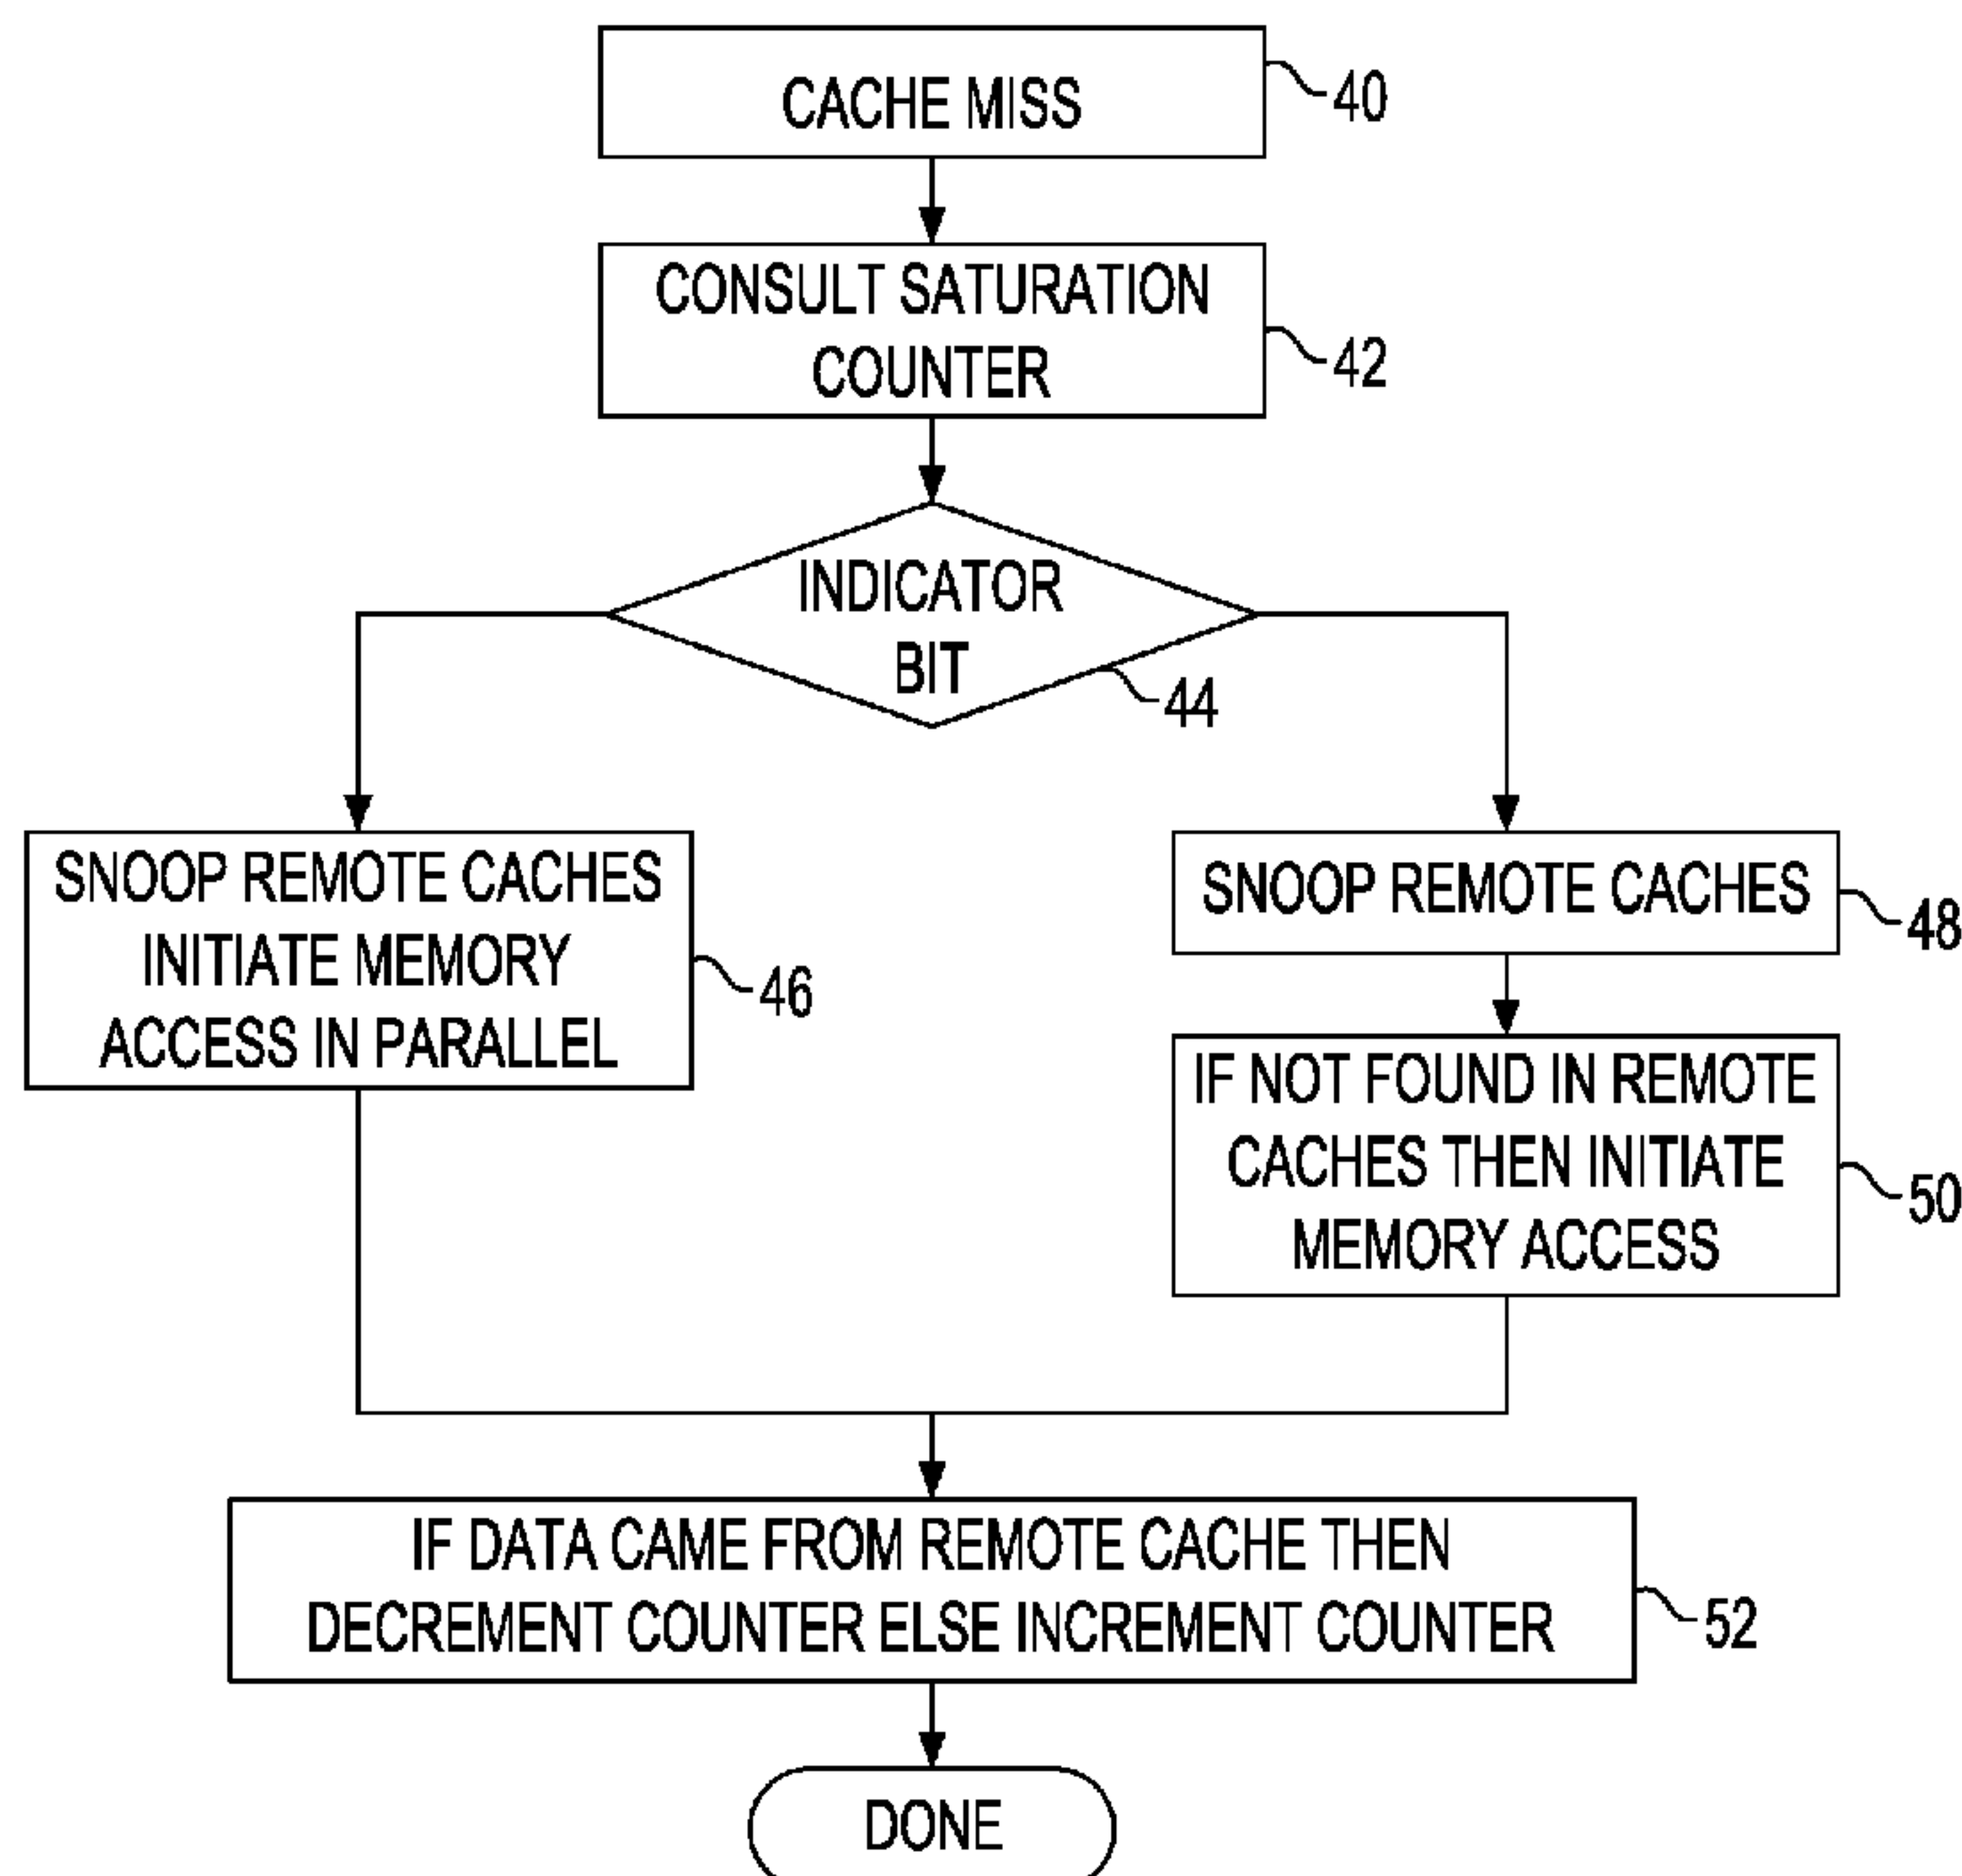 CACHE MISS
40
CONSULT SATURATION
COUNTER
42
INDICATOR
BIT
44
SNOOP REMOTE CACHES
INITIATE MEMORY
ACCESS IN PARALLEL
46
SNOOP REMOTE CACHES
48
IF NOT FOUND IN REMOTE
CACHES THEN INITIATE
MEMORY ACCESS
50
IF DATA CAME FROM REMOTE CACHE THEN
DECREMENT COUNTER ELSE INCREMENT COUNTER
52
DONE